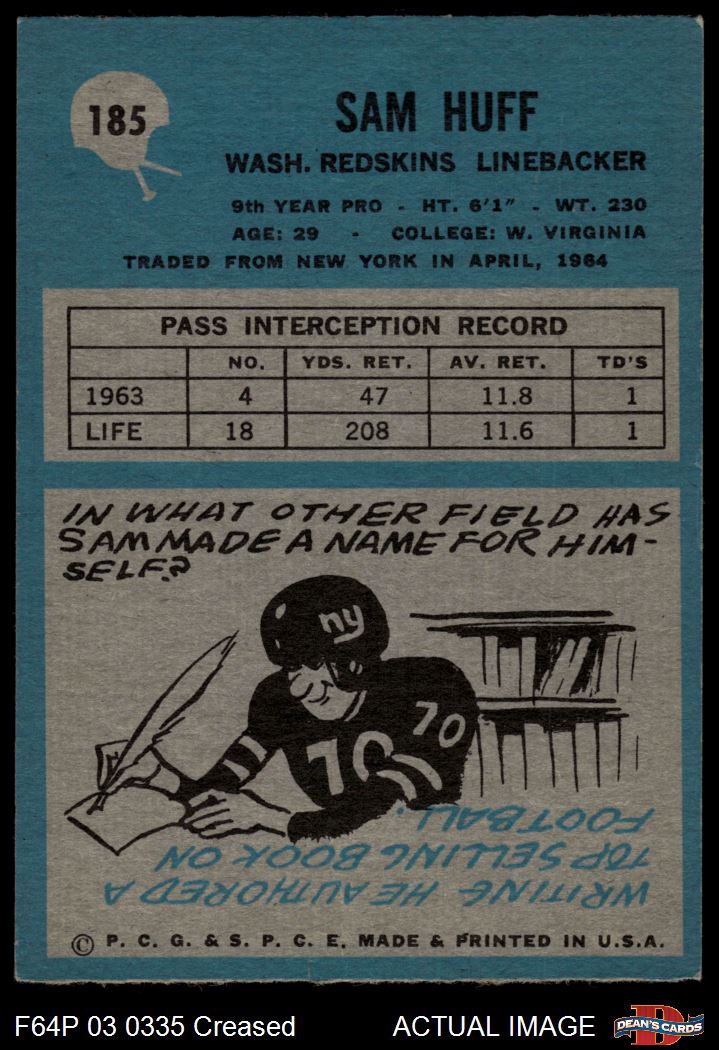 185
SAM HUFF
WASH. REDSKINS LINEBACKER
9th YEAR PRO - HT. 6'1" - WT. 230
AGE: 29 - COLLEGE: W. VIRGINIA
TRADED FROM NEW YORK IN APRIL, 1964
PASS INTERCEPTION RECORD
NO. YDS. RET. AV. RET. TD'S
1963 4 47 11.8 1
LIFE 18 208 11.6 1
IN WHAT OTHER FIELD HAS
SAM MADE A NAME FOR HIM-
SELF?
ny
70
70
WRITING-HE AUTHORED A
TOP SELLING BOOK ON
FOOTBALL.
© P. C. G. & S. P. C. E. MADE & PRINTED IN U.S.A.
F64P 03 0335 Creased ACTUAL IMAGE
D
DEAN'S CARDS